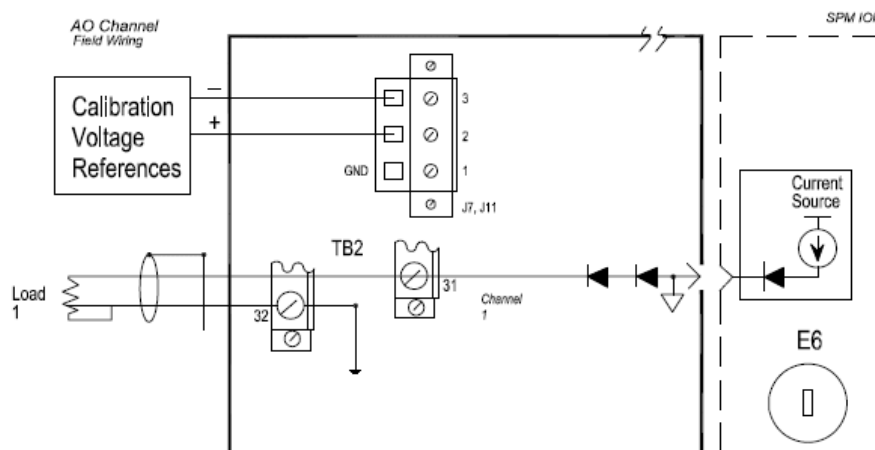 AO Channel
Field Wiring
SPM IO
Calibration
Voltage
References
−
+
3
2
GND
1
J7, J11
Current
Source
TB2
31
Load
1
32
Channel
1
E6